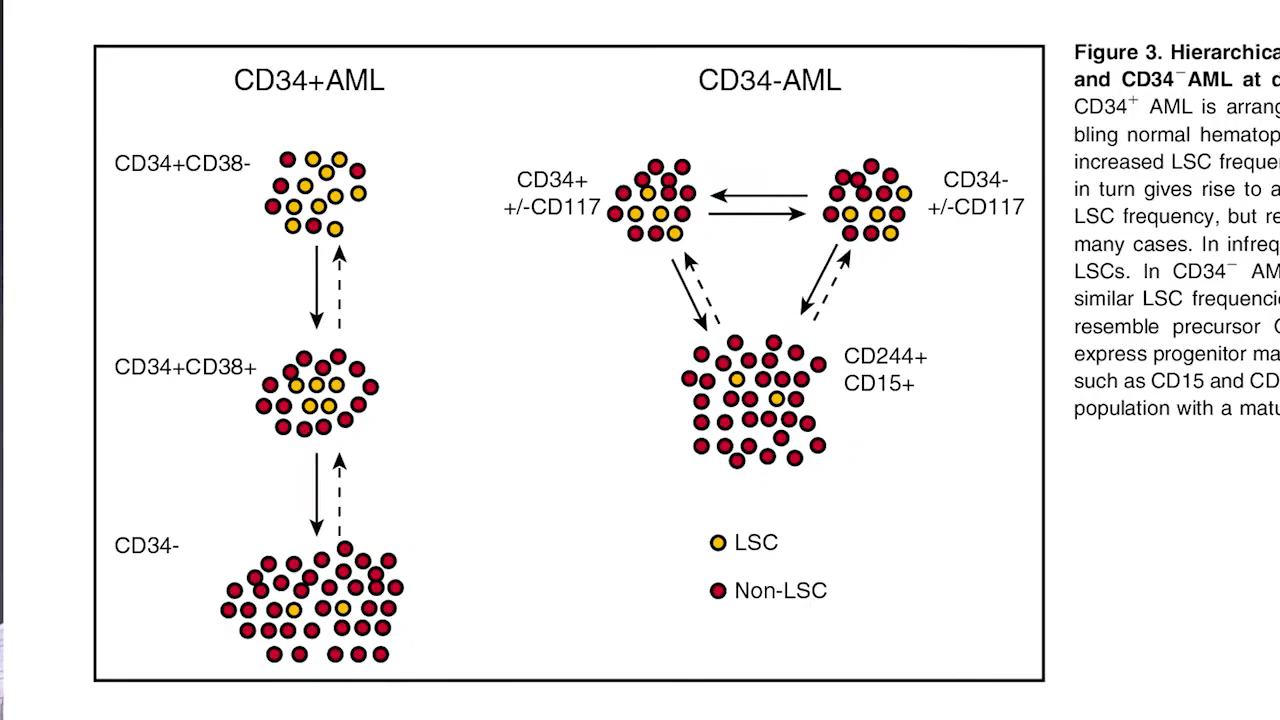 CD34+AML
CD34+CD38-
CD34+CD38+
CD34-
CD34-AML
CD34+
+/-CD117
CD34-
+/-CD117
CD244+
CD15+
LSC
Non-LSC
Figure 3. Hierarchica
and CD34⁻AML at d
CD34⁺ AML is arrang
bling normal hematop
increased LSC frequen
in turn gives rise to a
LSC frequency, but re
many cases. In infreq
LSCs. In CD34⁻ AM
similar LSC frequencie
resemble precursor
express progenitor ma
such as CD15 and CD
population with a matu